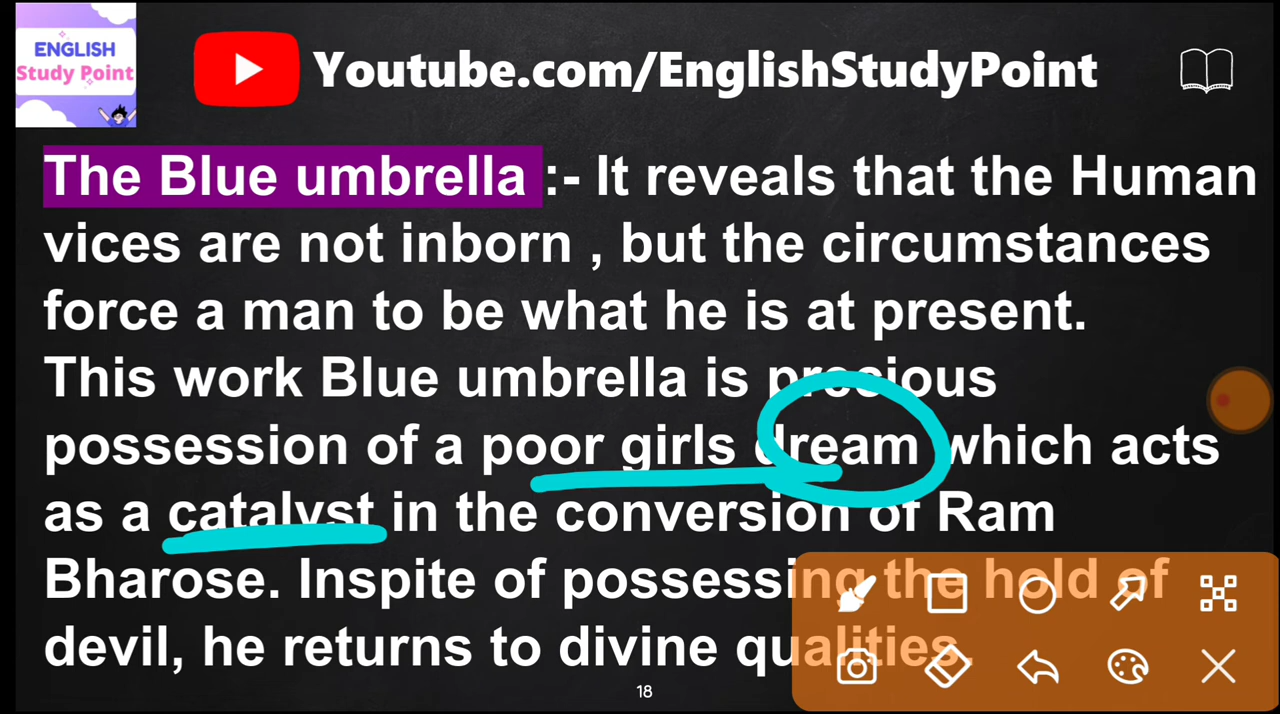 ENGLISH
Study Point
Youtube.com/EnglishStudyPoint
The Blue umbrella :- It reveals that the Human
vices are not inborn , but the circumstances
force a man to be what he is at present.
This work Blue umbrella is precious
possession of a poor girls dream which acts
as a catalyst in the conversion of Ram
Bharose. Inspite of possessing the hold of
devil, he returns to divine qualities.
18